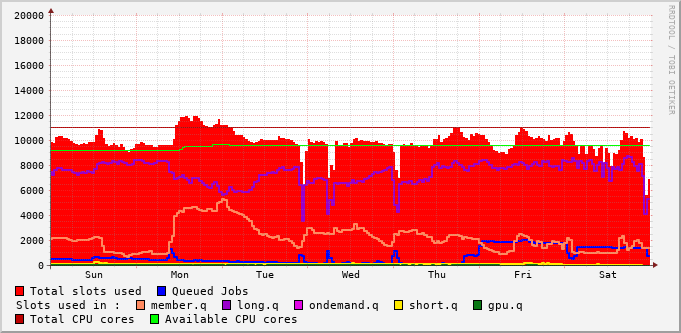 20000
18000
16000
14000
12000
10000
8000
6000
4000
2000
0
Sun Mon Tue Wed Thu Fri Sat
RRDTOOL / TOBI OETIKER
Total slots used Queued Jobs
Slots used in : member.q long.q ondemand.q short.q gpu.q
Total CPU cores Available CPU cores